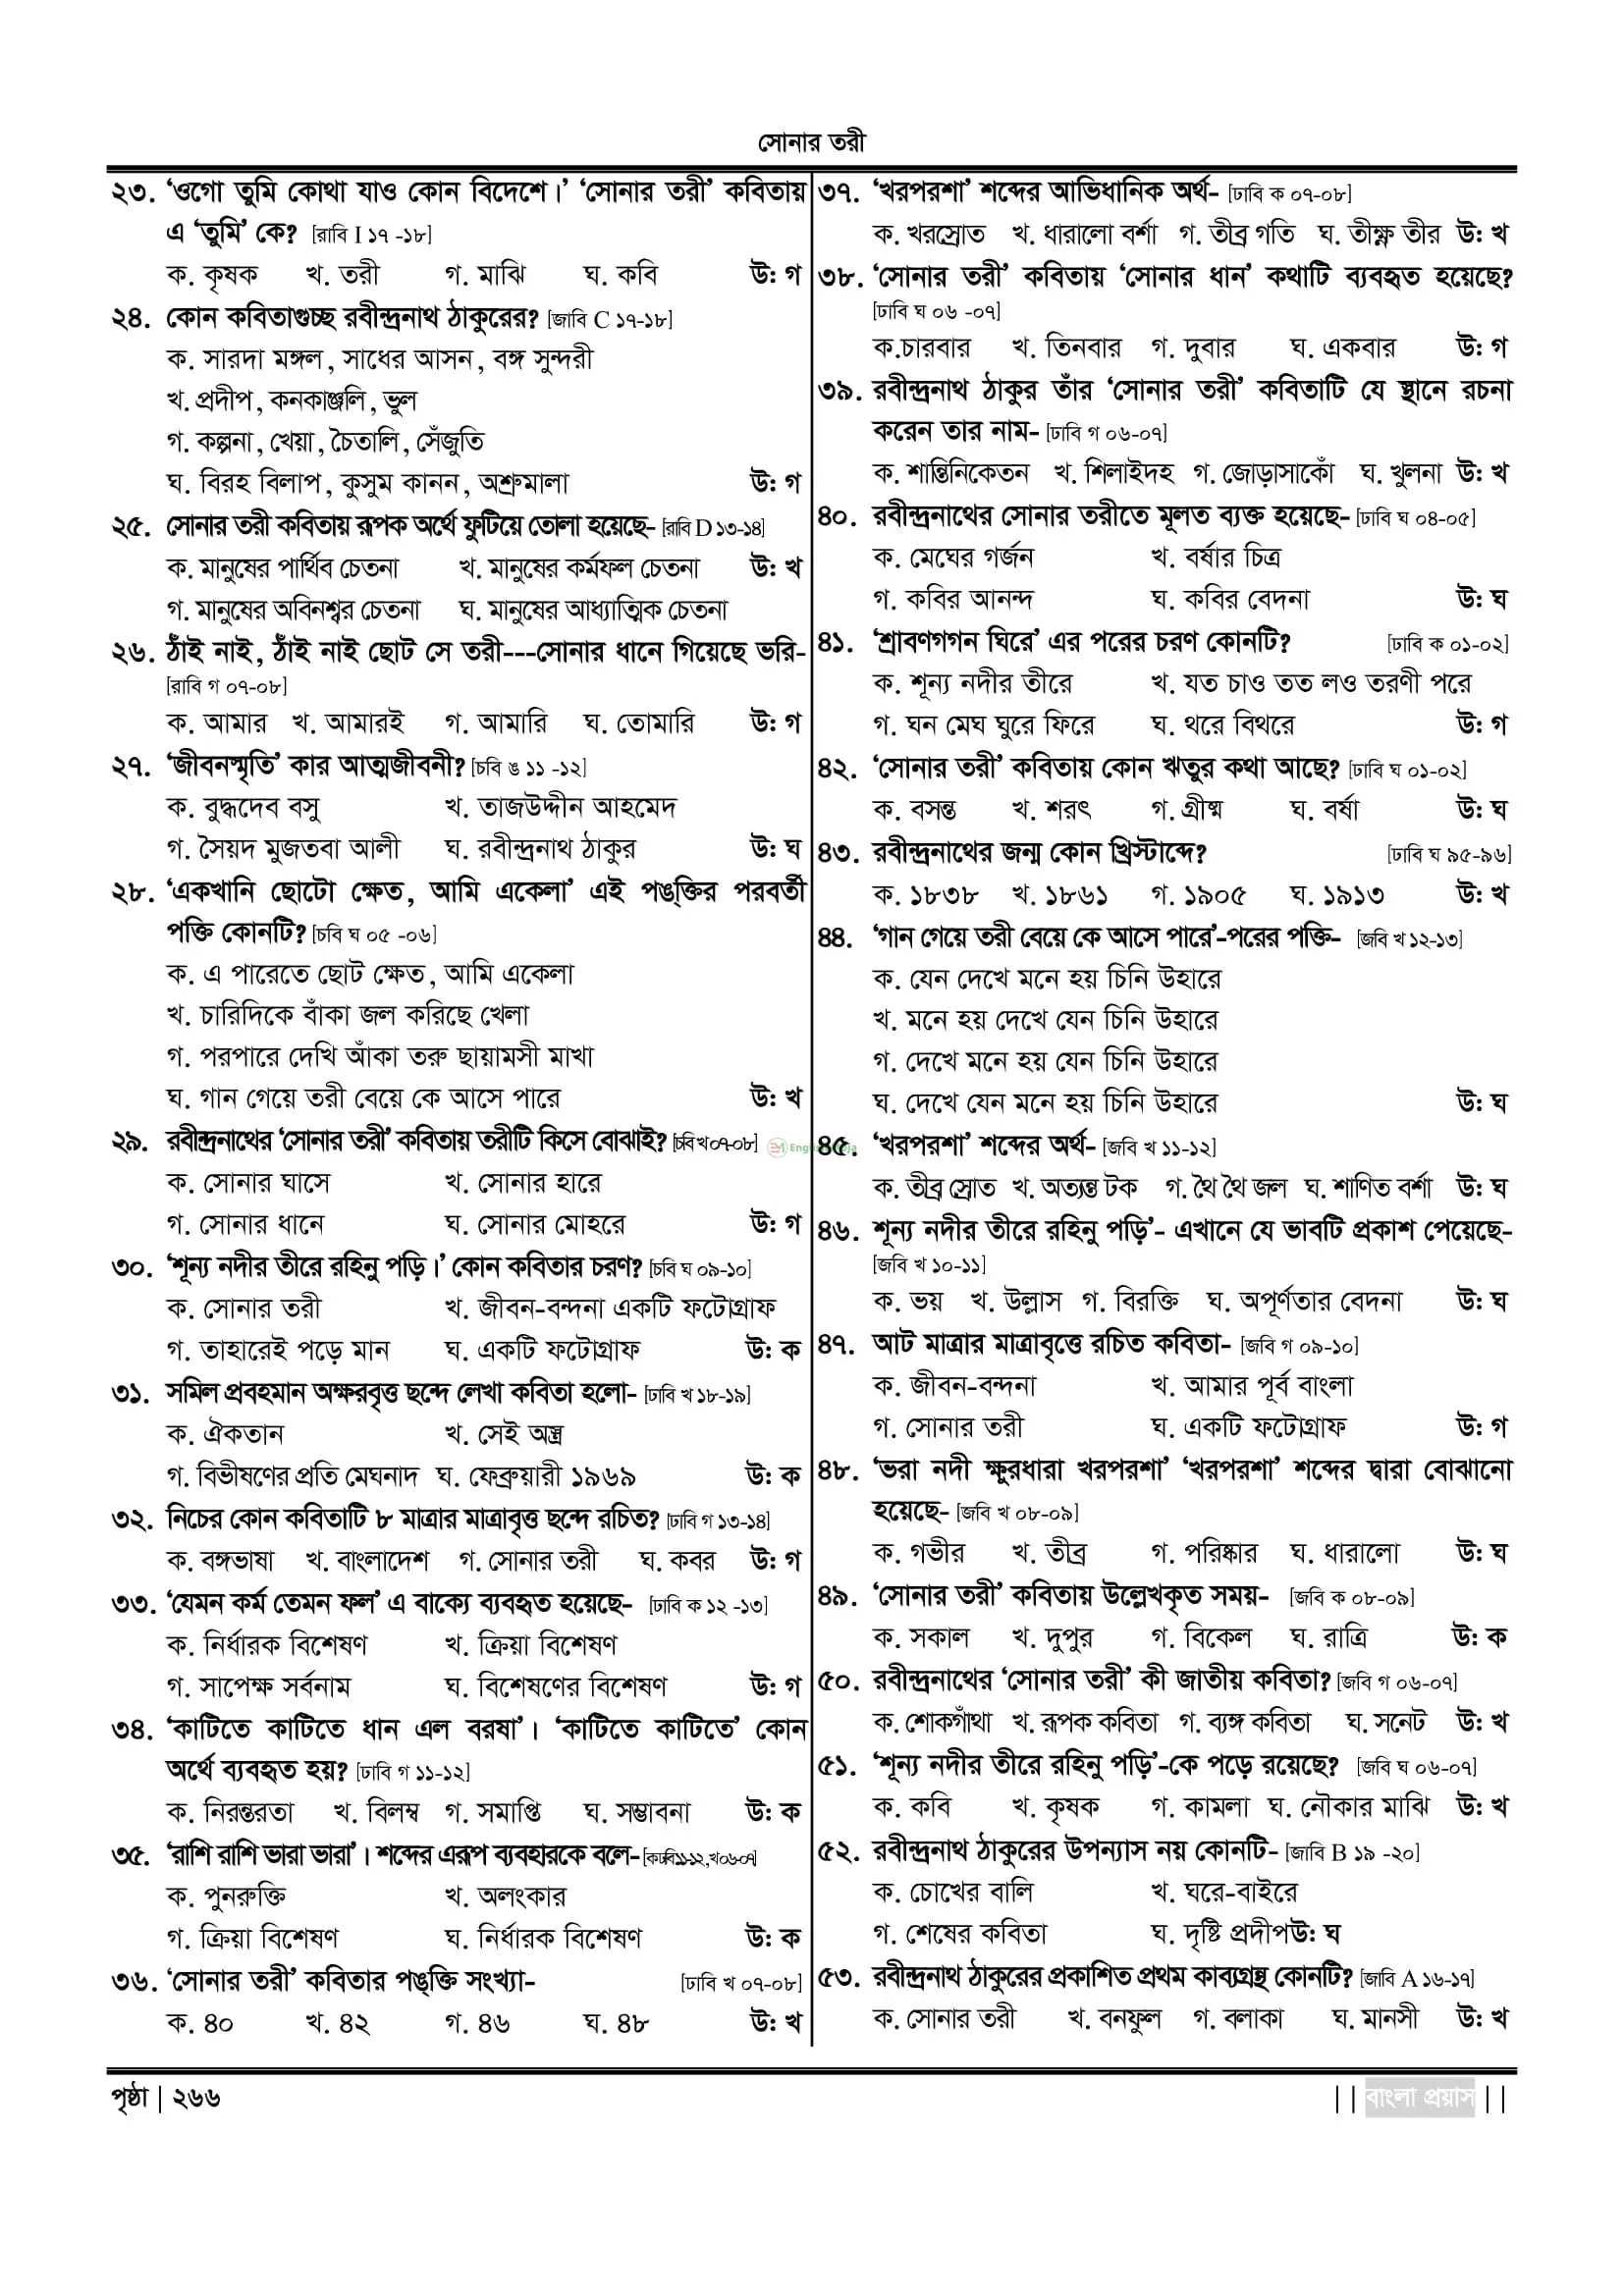 সোনার তরী
২৩. ‘ওগো তুমি কোথা যাও কোন বিদেশে।’ ‘সোনার তরী’ কবিতায়
এ ‘তুমি’ কে? [রাবি I ১৭ -১৮]
ক. কৃষক খ. তরী গ. মাঝি ঘ. কবি উ: গ
২৪. কোন কবিতাগুচ্ছ রবীন্দ্রনাথ ঠাকুরের? [জাবি C ১৭-১৮]
ক. সারদা মঙ্গল, সাধের আসন, বঙ্গ সুন্দরী
খ. প্রদীপ, কনকাঞ্জলি, ভুল
গ. কল্পনা, খেয়া, চৈতালি, সেঁজুতি
ঘ. বিরহ বিলাপ, কুসুম কানন, অশ্রুমালা উ: গ
২৫. সোনার তরী কবিতায় রূপক অর্থে ফুটিয়ে তোলা হয়েছে- [রাবি D ১৩-১৪]
ক. মানুষের পার্থিব চেতনা খ. মানুষের কর্মফল চেতনা উ: খ
গ. মানুষের অবিনশ্বর চেতনা ঘ. মানুষের আধ্যাত্মিক চেতনা
২৬. ঠাঁই নাই, ঠাঁই নাই ছোট সে তরী---সোনার ধানে গিয়েছে ভরি-
[রাবি গ ০৭-০৮]
ক. আমার খ. আমারই গ. আমারি ঘ. তোমারি উ: গ
২৭. ‘জীবনস্মৃতি’ কার আত্মজীবনী? [চবি ঙ ১১ -১২]
ক. বুদ্ধদেব বসু খ. তাজউদ্দীন আহমেদ
গ. সৈয়দ মুজতবা আলী ঘ. রবীন্দ্রনাথ ঠাকুর উ: ঘ
২৮. ‘একখানি ছোটো ক্ষেত, আমি একেলা’ এই পঙ্‌ক্তির পরবর্তী
পক্তি কোনটি? [চবি ঘ ০৫ -০৬]
ক. এ পারেতে ছোট ক্ষেত, আমি একেলা
খ. চারিদিকে বাঁকা জল করিছে খেলা
গ. পরপারে দেখি আঁকা তরু ছায়ামসী মাখা
ঘ. গান গেয়ে তরী বেয়ে কে আসে পারে উ: খ
২৯. রবীন্দ্রনাথের ‘সোনার তরী’ কবিতায় তরীটি কিসে বোঝাই? [চবি খ ০৭-০৮]
ক. সোনার ঘাসে খ. সোনার হারে
গ. সোনার ধানে ঘ. সোনার মোহরে উ: গ
৩০. ‘শূন্য নদীর তীরে রহিনু পড়ি।’ কোন কবিতার চরণ? [চবি ঘ ০৯-১০]
ক. সোনার তরী খ. জীবন-বন্দনা একটি ফটোগ্রাফ
গ. তাহারেই পড়ে মান ঘ. একটি ফটোগ্রাফ উ: ক
৩১. সমিল প্রবহমান অক্ষরবৃত্ত ছন্দে লেখা কবিতা হলো- [ঢাবি খ ১৮-১৯]
ক. ঐকতান খ. সেই অস্ত্র
গ. বিভীষণের প্রতি মেঘনাদ ঘ. ফেব্রুয়ারী ১৯৬৯ উ: ক
৩২. নিচের কোন কবিতাটি ৮ মাত্রার মাত্রাবৃত্ত ছন্দে রচিত? [ঢাবি গ ১৩-১৪]
ক. বঙ্গভাষা খ. বাংলাদেশ গ. সোনার তরী ঘ. কবর উ: গ
৩৩. ‘যেমন কর্ম তেমন ফল’ এ বাক্যে ব্যবহৃত হয়েছে- [ঢাবি ক ১২ -১৩]
ক. নির্ধারক বিশেষণ খ. ক্রিয়া বিশেষণ
গ. সাপেক্ষ সর্বনাম ঘ. বিশেষণের বিশেষণ উ: গ
৩৪. ‘কাটিতে কাটিতে ধান এল বরষা’। ‘কাটিতে কাটিতে’ কোন
অর্থে ব্যবহৃত হয়? [ঢাবি গ ১১-১২]
ক. নিরন্তরতা খ. বিলম্ব গ. সমাপ্তি ঘ. সম্ভাবনা উ: ক
৩৫. ‘রাশি রাশি ভারা ভারা’। শব্দের এরূপ ব্যবহারকে বলে-
ক. পুনরুক্তি খ. অলংকার
গ. ক্রিয়া বিশেষণ ঘ. নির্ধারক বিশেষণ উ: ক
৩৬. ‘সোনার তরী’ কবিতার পঙ্‌ক্তি সংখ্যা- [ঢাবি খ ০৭-০৮]
ক. ৪০ খ. ৪২ গ. ৪৬ ঘ. ৪৮ উ: খ
৩৭. ‘খরপরশা’ শব্দের আভিধানিক অর্থ- [ঢাবি ক ০৭-০৮]
ক. খরস্রোত খ. ধারালো বর্শা গ. তীব্র গতি ঘ. তীক্ষ্ণ তীর উ: খ
৩৮. ‘সোনার তরী’ কবিতায় ‘সোনার ধান’ কথাটি ব্যবহৃত হয়েছে?
[ঢাবি ঘ ০৬ -০৭]
ক.চারবার খ. তিনবার গ. দুবার ঘ. একবার উ: গ
৩৯. রবীন্দ্রনাথ ঠাকুর তাঁর ‘সোনার তরী’ কবিতাটি যে স্থানে রচনা
করেন তার নাম- [ঢাবি গ ০৬-০৭]
ক. শান্তিনিকেতন খ. শিলাইদহ গ. জোড়াসাকোঁ ঘ. খুলনা উ: খ
৪০. রবীন্দ্রনাথের সোনার তরীতে মূলত ব্যক্ত হয়েছে- [ঢাবি ঘ ০৪-০৫]
ক. মেঘের গর্জন খ. বর্ষার চিত্র
গ. কবির আনন্দ ঘ. কবির বেদনা উ: ঘ
৪১. ‘শ্রাবণগগন ঘিরে’ এর পরের চরণ কোনটি? [ঢাবি ক ০১-০২]
ক. শূন্য নদীর তীরে খ. যত চাও তত লও তরণী পরে
গ. ঘন মেঘ ঘুরে ফিরে ঘ. থরে বিথরে উ: গ
৪২. ‘সোনার তরী’ কবিতায় কোন ঋতুর কথা আছে? [ঢাবি ঘ ০১-০২]
ক. বসন্ত খ. শরৎ গ. গ্রীষ্ম ঘ. বর্ষা উ: ঘ
৪৩. রবীন্দ্রনাথের জন্ম কোন খ্রিস্টাব্দে? [ঢাবি ঘ ৯৫-৯৬]
ক. ১৮৩৮ খ. ১৮৬১ গ. ১৯০৫ ঘ. ১৯১৩ উ: খ
৪৪. ‘গান গেয়ে তরী বেয়ে কে আসে পারে’-পরের পক্তি- [জবি খ ১২-১৩]
ক. যেন দেখে মনে হয় চিনি উহারে
খ. মনে হয় দেখে যেন চিনি উহারে
গ. দেখে মনে হয় যেন চিনি উহারে
ঘ. দেখে যেন মনে হয় চিনি উহারে উ: ঘ
৪৫. ‘খরপরশা’ শব্দের অর্থ- [জবি খ ১১-১২]
ক. তীব্র স্রোত খ. অত্যন্ত টক গ. থৈ থৈ জল ঘ. শাণিত বর্শা উ: ঘ
৪৬. শূন্য নদীর তীরে রহিনু পড়ি’- এখানে যে ভাবটি প্রকাশ পেয়েছে-
[জবি খ ১০-১১]
ক. ভয় খ. উল্লাস গ. বিরক্তি ঘ. অপূর্ণতার বেদনা উ: ঘ
৪৭. আট মাত্রার মাত্রাবৃত্তে রচিত কবিতা- [জবি গ ০৯-১০]
ক. জীবন-বন্দনা খ. আমার পূর্ব বাংলা
গ. সোনার তরী ঘ. একটি ফটোগ্রাফ উ: গ
৪৮. ‘ভরা নদী ক্ষুরধারা খরপরশা’ ‘খরপরশা’ শব্দের দ্বারা বোঝানো
হয়েছে- [জবি খ ০৮-০৯]
ক. গভীর খ. তীব্র গ. পরিষ্কার ঘ. ধারালো উ: ঘ
৪৯. ‘সোনার তরী’ কবিতায় উল্লেখকৃত সময়- [জবি ক ০৮-০৯]
ক. সকাল খ. দুপুর গ. বিকেল ঘ. রাত্রি উ: ক
৫০. রবীন্দ্রনাথের ‘সোনার তরী’ কী জাতীয় কবিতা? [জবি গ ০৬-০৭]
ক. শোকগাঁথা খ. রূপক কবিতা গ. ব্যঙ্গ কবিতা ঘ. সনেট উ: খ
৫১. ‘শূন্য নদীর তীরে রহিনু পড়ি’-কে পড়ে রয়েছে? [জবি ঘ ০৬-০৭]
ক. কবি খ. কৃষক গ. কামলা ঘ. নৌকার মাঝি উ: খ
৫২. রবীন্দ্রনাথ ঠাকুরের উপন্যাস নয় কোনটি- [জাবি B ১৯ -২০]
ক. চোখের বালি খ. ঘরে-বাইরে
গ. শেষের কবিতা ঘ. দৃষ্টি প্রদীপউ: ঘ
৫৩. রবীন্দ্রনাথ ঠাকুরের প্রকাশিত প্রথম কাব্যগ্রন্থ কোনটি? [জাবি A ১৬-১৭]
ক. সোনার তরী খ. বনফুল গ. বলাকা ঘ. মানসী উ: খ
পৃষ্ঠা | ২৬৬
|| বাংলা প্রয়াস ||